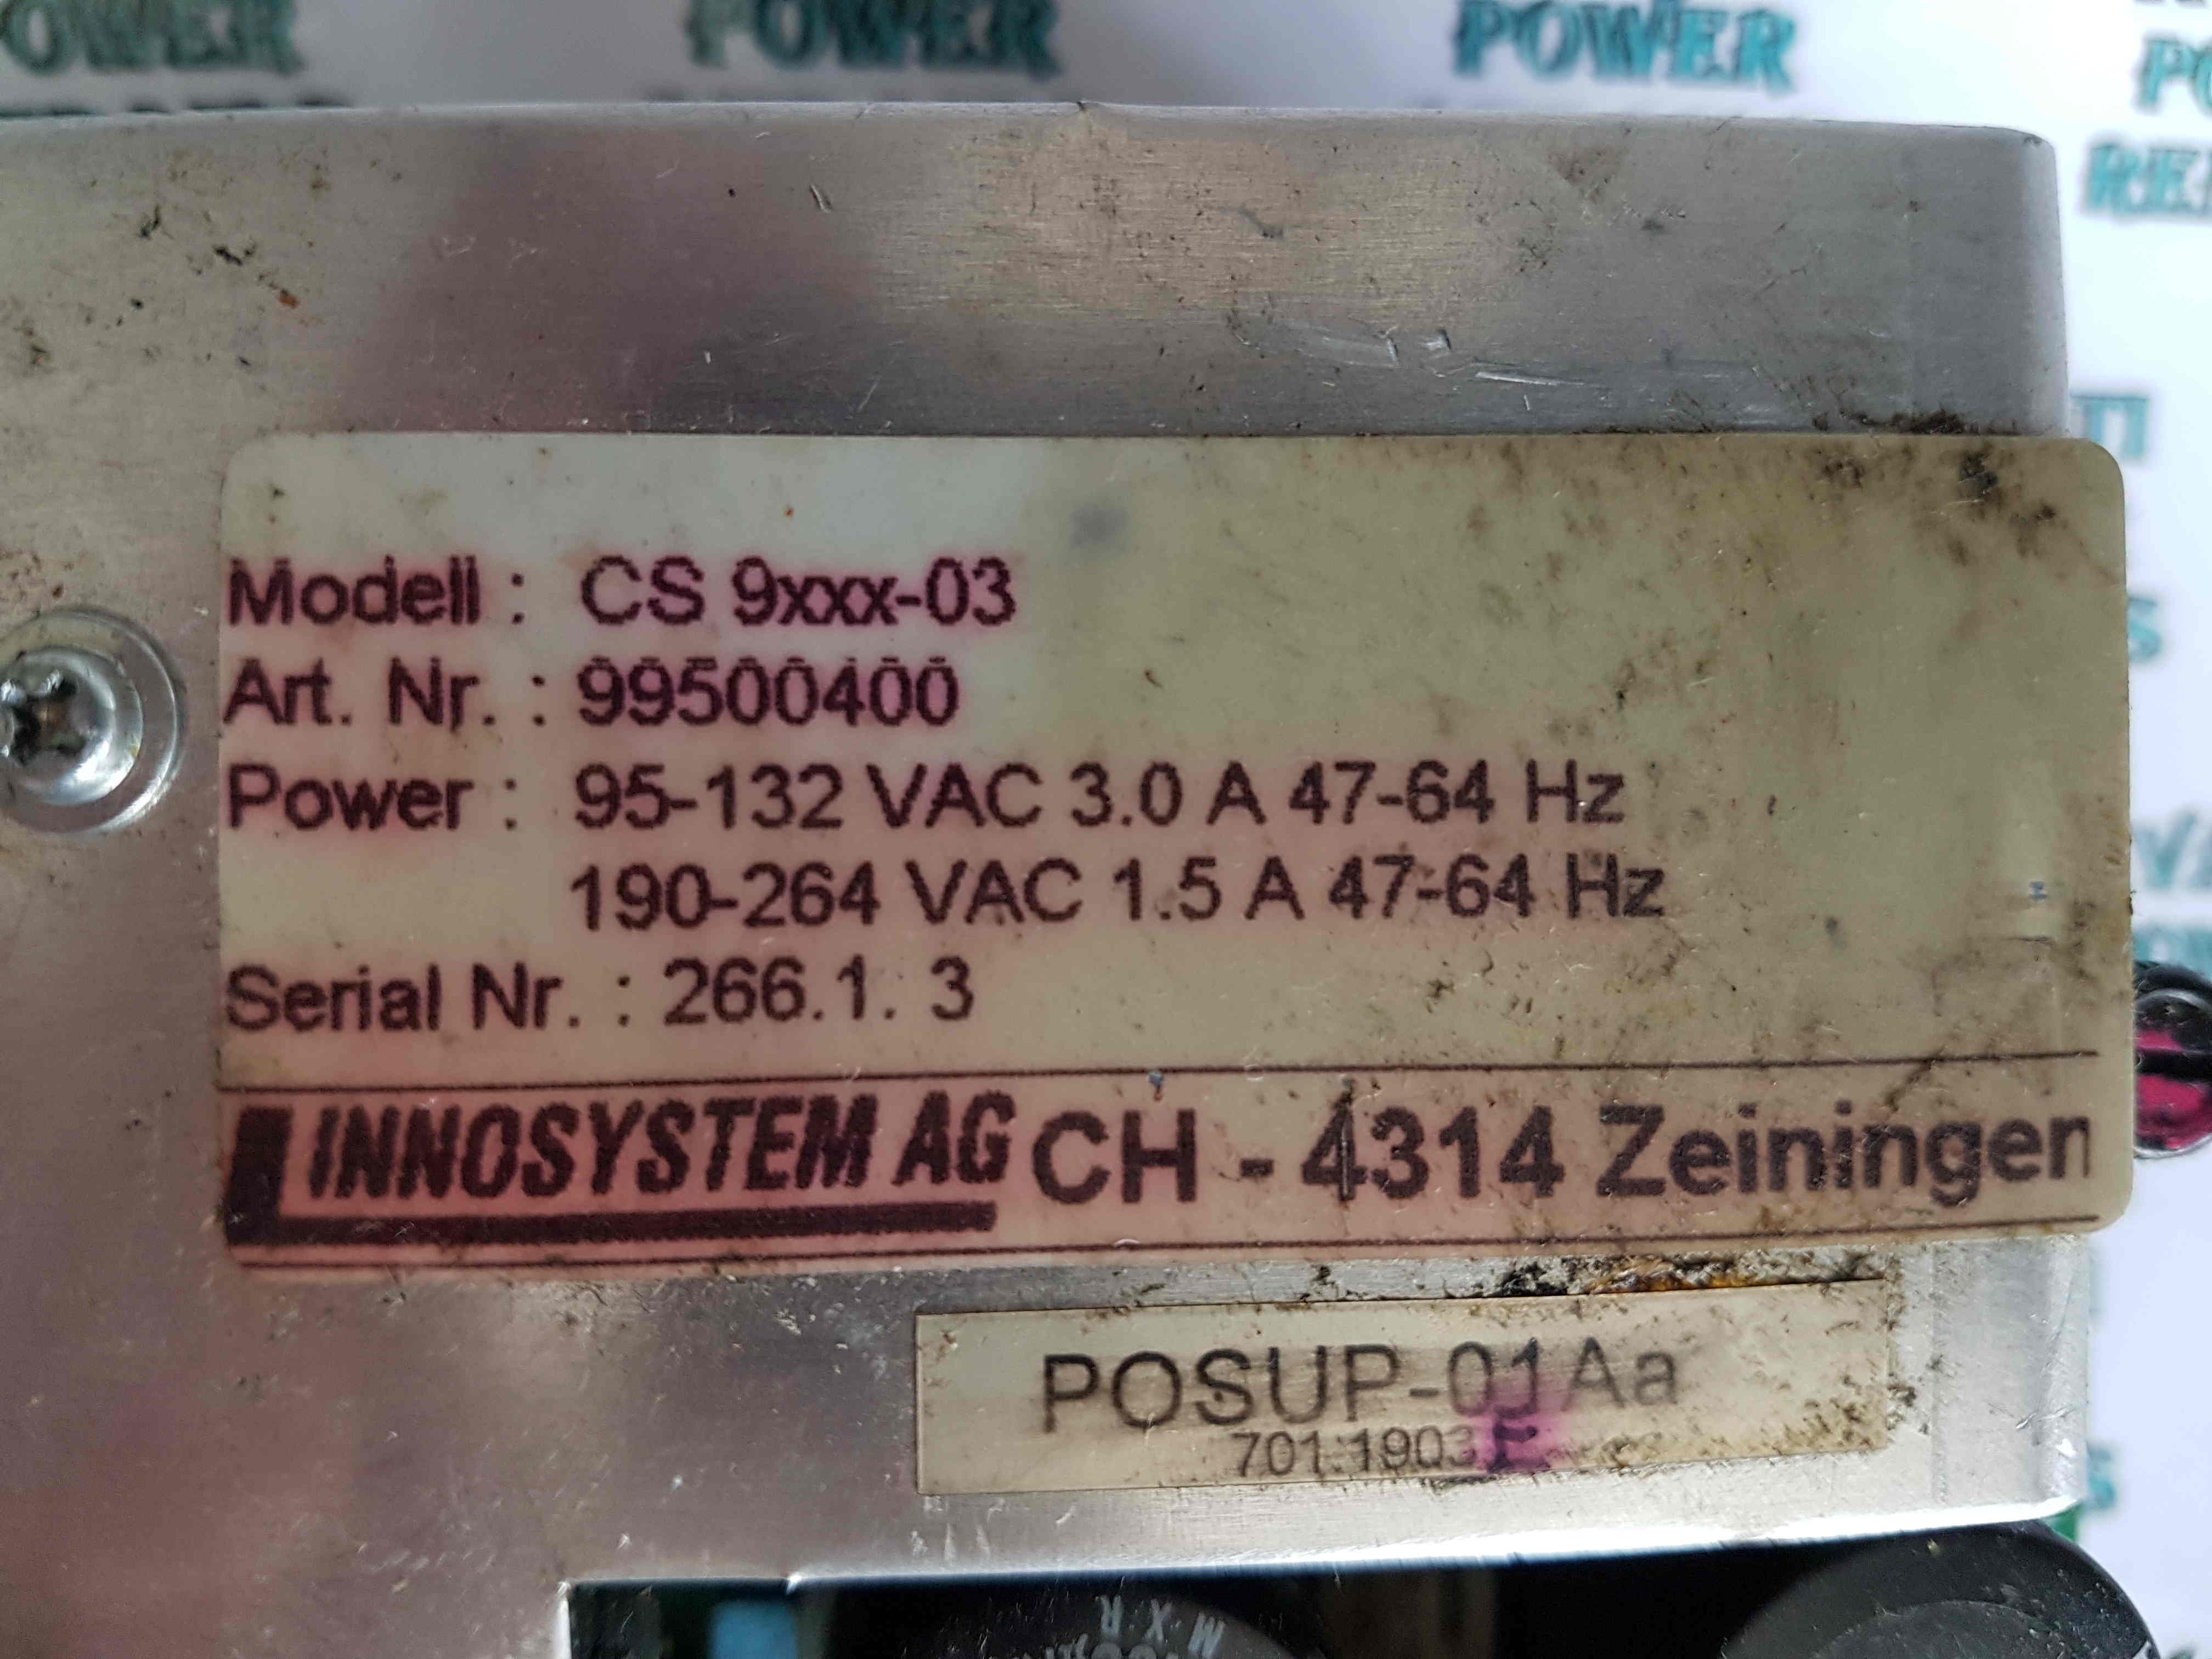 POWER POWER POWER
Modell : CS 9xxx-03
Art. Nr. : 99500400
Power : 95-132 VAC 3.0 A 47-64 Hz
190-264 VAC 1.5 A 47-64 Hz
Serial Nr. : 266.1. 3
INNOSYSTEM AG CH - 4314 Zeiningen
POSUP-01Aa
701.1903
M X R